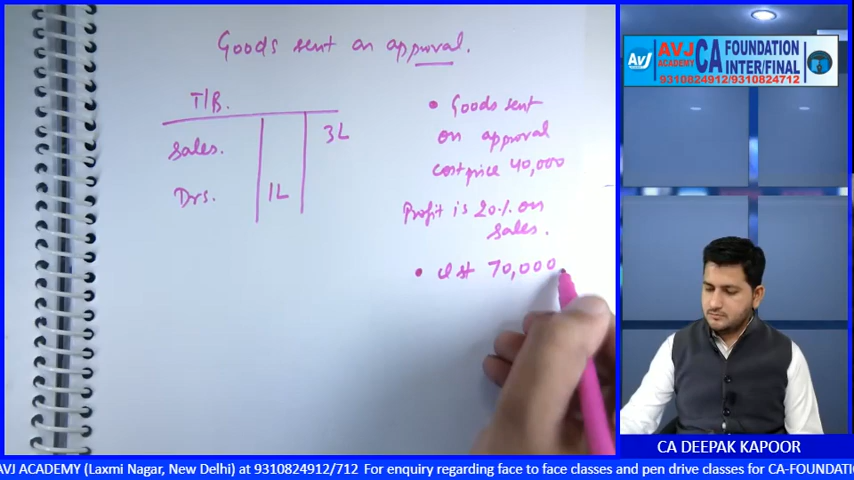 Goods sent on approval.
T/B.
Sales. 3L
Drs. 1L
• Goods sent
on approval
cost price 40,000
Profit is 20% on
sales.
• cl st 70,000
AVJ
AVJ
ACADEMY
CA
FOUNDATION
INTER/FINAL
9310824912/9310824712
CA DEEPAK KAPOOR
AVJ ACADEMY (Laxmi Nagar, New Delhi) at 9310824912/712 For enquiry regarding face to face classes and pen drive classes for CA-FOUNDATIO